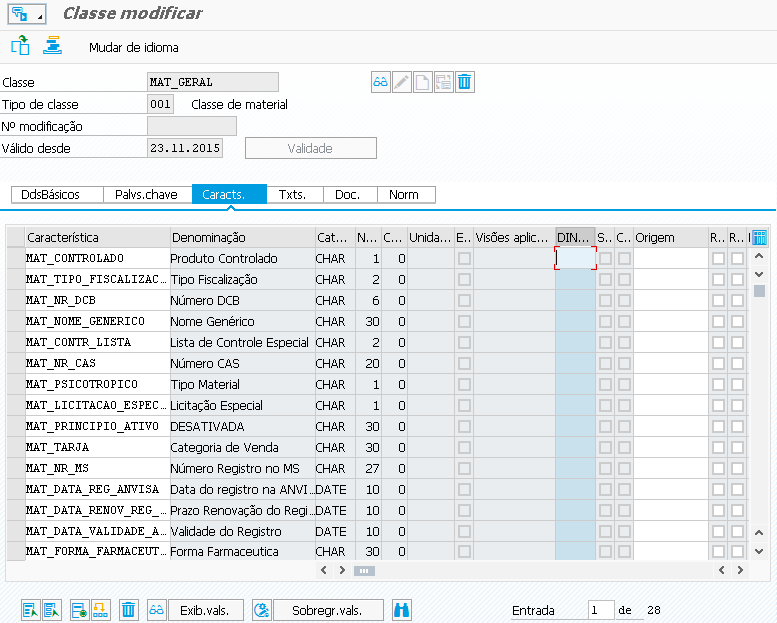 Classe modificar
Mudar de idioma
Classe MAT_GERAL
Tipo de classe 001 Classe de material
Nº modificação
Válido desde 23.11.2015 Validade
DdsBásicos Palvs.chave Caracts. Txts. Doc. Norm
Característica Denominação Cat... N... C... Unida... E.. Visões aplic... DIN... S.. C.. Origem R.. R..
MAT_CONTROLADO Produto Controlado CHAR 1 0
MAT_TIPO_FISCALIZAC... Tipo Fiscalização CHAR 2 0
MAT_NR_DCB Número DCB CHAR 6 0
MAT_NOME_GENERICO Nome Genérico CHAR 30 0
MAT_CONTR_LISTA Lista de Controle Especial CHAR 2 0
MAT_NR_CAS Número CAS CHAR 20 0
MAT_PSICOTROPICO Tipo Material CHAR 1 0
MAT_LICITACAO_ESPEC... Licitação Especial CHAR 1 0
MAT_PRINCIPIO_ATIVO DESATIVADA CHAR 30 0
MAT_TARJA Categoria de Venda CHAR 30 0
MAT_NR_MS Número Registro no MS CHAR 27 0
MAT_DATA_REG_ANVISA Data do registro na ANVI... DATE 10 0
MAT_DATA_RENOV_REG_... Prazo Renovação do Regi... DATE 10 0
MAT_DATA_VALIDADE_A... Validade do Registro DATE 10 0
MAT_FORMA_FARMACEUT... Forma Farmaceutica CHAR 30 0
Exib.vals. Sobregr.vals. Entrada 1 de 28